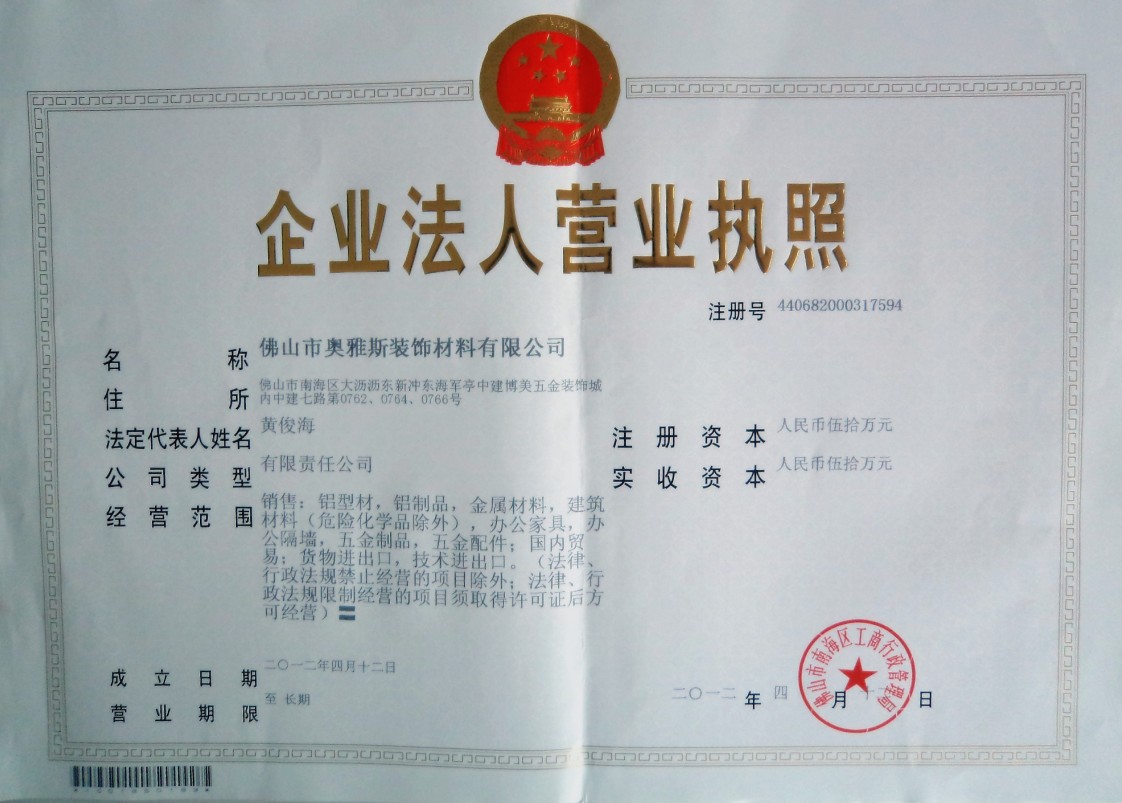 企业法人营业执照
注册号 440682000317594
名称 佛山市奥雅斯装饰材料有限公司
住所 佛山市南海区大沥沥东新冲东海军亭中建博美五金装饰城
内中建七路第0762、0764、0766号
法定代表人姓名 黄俊海
注册资本 人民币伍拾万元
公司类型 有限责任公司
实收资本 人民币伍拾万元
经营范围 销售：铝型材，铝制品，金属材料，建筑
材料（危险化学品除外），办公家具，办
公隔墙，五金制品，五金配件；国内贸
易；货物进出口，技术进出口。（法律、
行政法规禁止经营的项目除外；法律、行
政法规限制经营的项目须取得许可证后方
可经营）
成立日期 二〇一二年四月十二日
营业期限 至 长期
二〇一二年四月十二日
佛山市南海区工商行政管理局